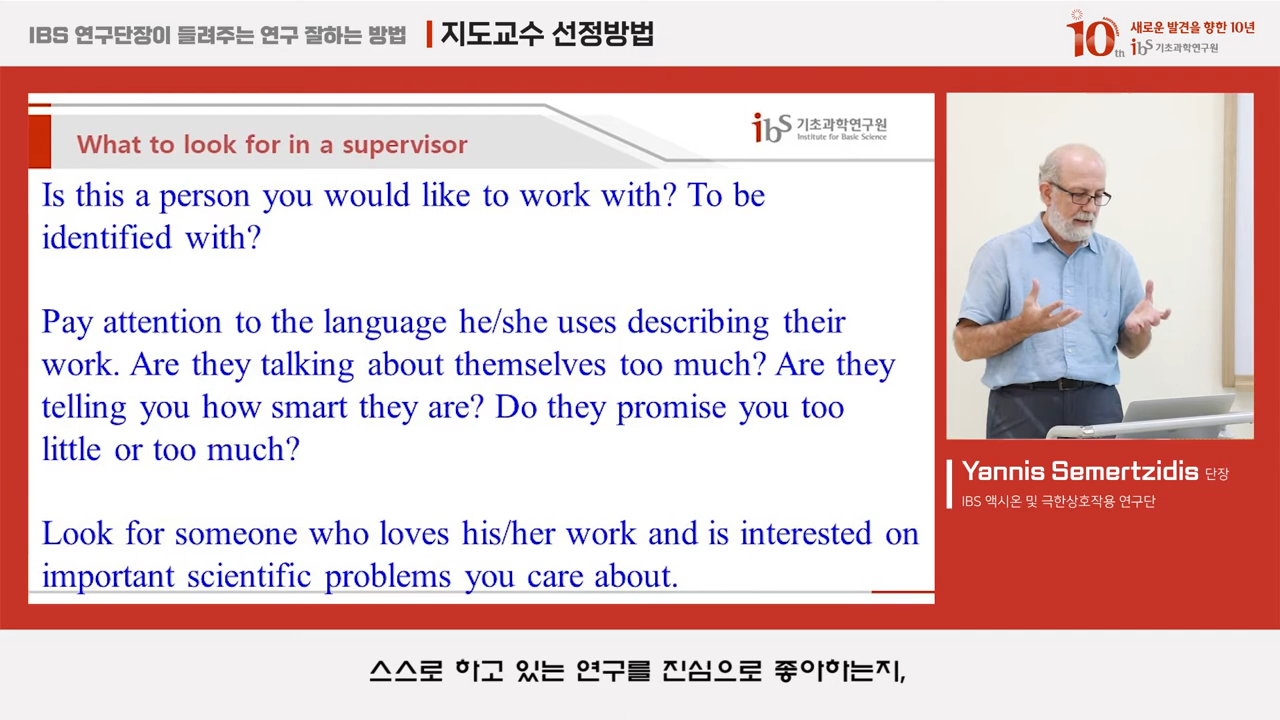 IBS 연구단장이 들려주는 연구 잘하는 방법
지도교수 선정방법
10th
새로운 발견을 향한 10년
ibS 기초과학연구원
What to look for in a supervisor
ibS 기초과학연구원
Institute for Basic Science
Is this a person you would like to work with? To be
identified with?
Pay attention to the language he/she uses describing their
work. Are they talking about themselves too much? Are they
telling you how smart they are? Do they promise you too
little or too much?
Look for someone who loves his/her work and is interested on
important scientific problems you care about.
Yannis Semertzidis 단장
IBS 액시온 및 극한상호작용 연구단
스스로 하고 있는 연구를 진심으로 좋아하는지,